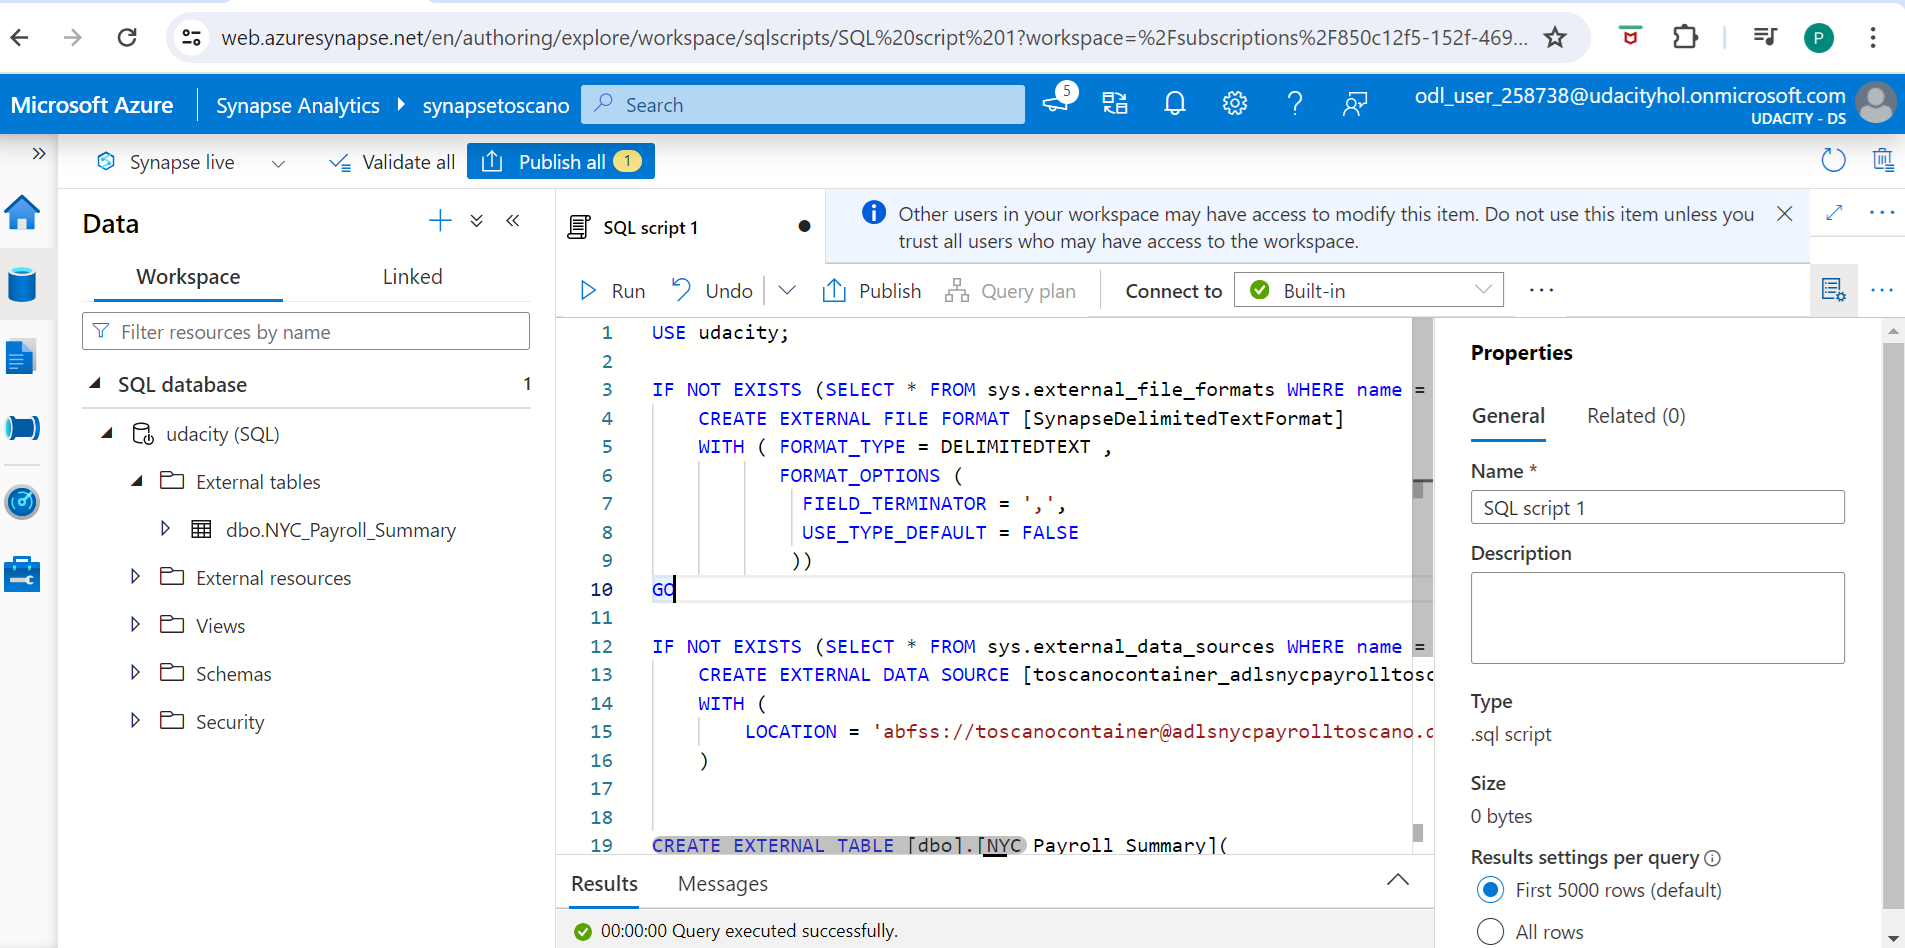 web.azuresynapse.net/en/authoring/explore/workspace/sqlscripts/SQL%20script%201?workspace=%2Fsubscriptions%2F850c12f5-152f-469...
P
Microsoft Azure
Synapse Analytics
synapsetoscano
Search
5
odl_user_258738@udacityhol.onmicrosoft.com
UDACITY - DS
Synapse live
Validate all
Publish all 1
Data
Workspace
Linked
Filter resources by name
SQL database 1
udacity (SQL)
External tables
dbo.NYC_Payroll_Summary
External resources
Views
Schemas
Security
SQL script 1
Other users in your workspace may have access to modify this item. Do not use this item unless you
trust all users who may have access to the workspace.
Run
Undo
Publish
Query plan
Connect to
Built-in
1 USE udacity;
2
3 IF NOT EXISTS (SELECT * FROM sys.external_file_formats WHERE name =
4 CREATE EXTERNAL FILE FORMAT [SynapseDelimitedTextFormat]
5 WITH ( FORMAT_TYPE = DELIMITEDTEXT ,
6 FORMAT_OPTIONS (
7 FIELD_TERMINATOR = ',',
8 USE_TYPE_DEFAULT = FALSE
9 ))
10 GO
11
12 IF NOT EXISTS (SELECT * FROM sys.external_data_sources WHERE name =
13 CREATE EXTERNAL DATA SOURCE [toscanocontainer_adlsnycpayrolltosc
14 WITH (
15 LOCATION = 'abfss://toscanocontainer@adlsnycpayrolltoscano.d
16 )
17
18
19 CREATE EXTERNAL TABLE [dbo].[NYC_Payroll_Summary](
Results
Messages
00:00:00 Query executed successfully.
Properties
General
Related (0)
Name *
SQL script 1
Description
Type
.sql script
Size
0 bytes
Results settings per query
First 5000 rows (default)
All rows